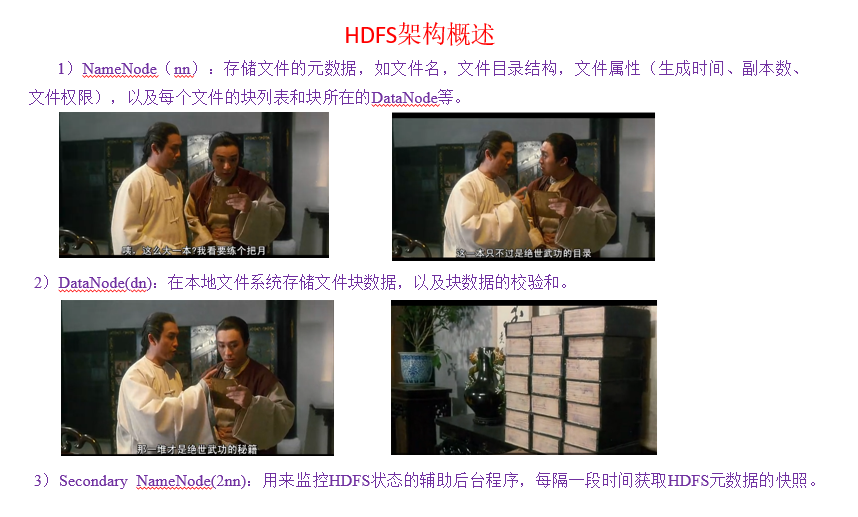 HDFS架构概述
1）NameNode（nn）：存储文件的元数据，如文件名，文件目录结构，文件属性（生成时间、副本数、
文件权限），以及每个文件的块列表和块所在的DataNode等。
咦，这么大一本?我看要练个把月
这一本只不过是绝世武功的目录
2）DataNode(dn)：在本地文件系统存储文件块数据，以及块数据的校验和。
那一堆才是绝世武功的秘籍
3）Secondary NameNode(2nn)：用来监控HDFS状态的辅助后台程序，每隔一段时间获取HDFS元数据的快照。